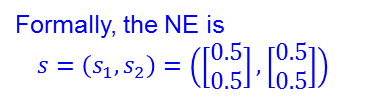 Formally, the NE is
s = (s₁, s₂) = ([0.5 0.5], [0.5 0.5])